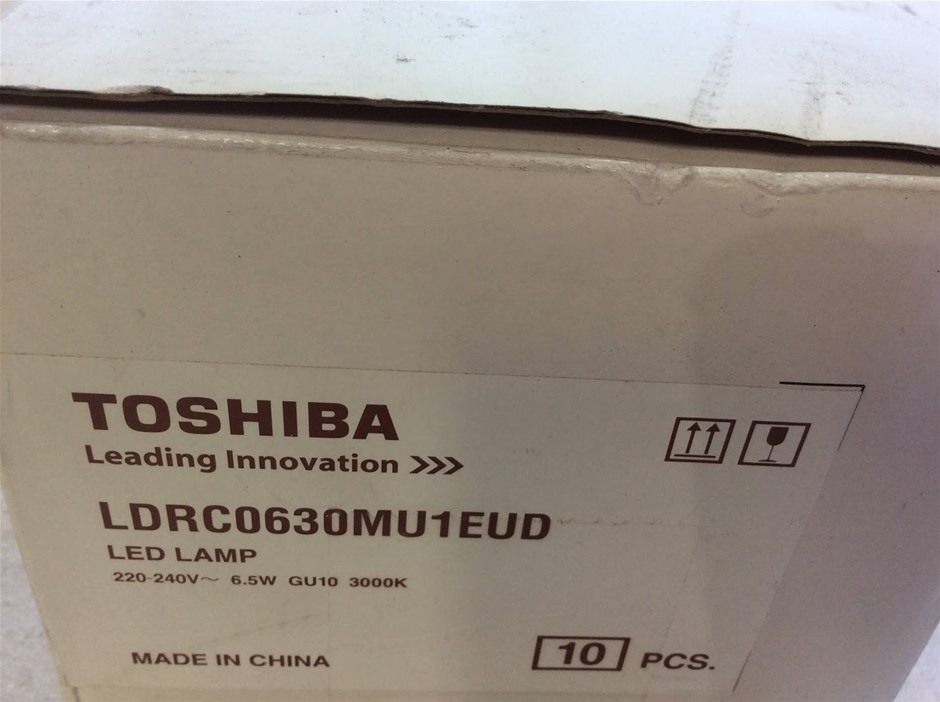 TOSHIBA
Leading Innovation >>>
LDRC0630MU1EUD
LED LAMP
220-240V~ 6.5W GU10 3000K
MADE IN CHINA
10 PCS.